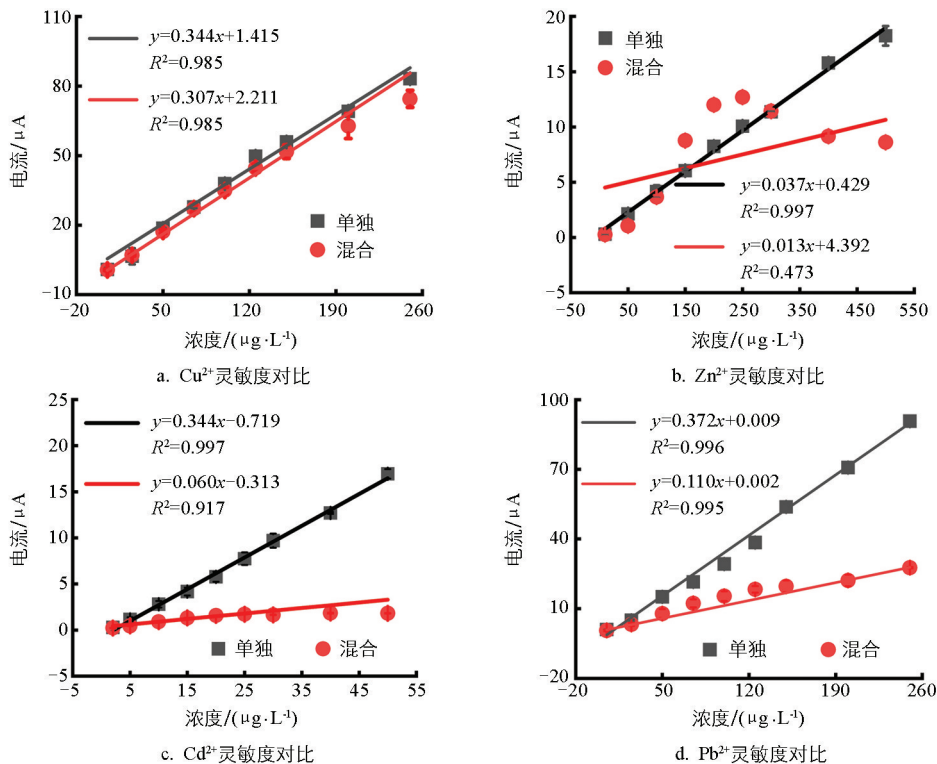 110
80
50
20
−10
−20
50
120
190
260
电流/μA
浓度/(μg·L⁻¹)
y=0.344x+1.415
R²=0.985
y=0.307x+2.211
R²=0.985
单独
混合
a. Cu²⁺灵敏度对比
20
15
10
5
0
−5
−50
50
150
250
350
450
550
电流/μA
浓度/(μg·L⁻¹)
单独
混合
y=0.037x+0.429
R²=0.997
y=0.013x+4.392
R²=0.473
b. Zn²⁺灵敏度对比
25
20
15
10
5
0
−5
−5
5
15
25
35
45
55
电流/μA
浓度/(μg·L⁻¹)
y=0.344x−0.719
R²=0.997
y=0.060x−0.313
R²=0.917
单独
混合
c. Cd²⁺灵敏度对比
100
70
40
10
−20
−20
50
120
190
260
电流/μA
浓度/(μg·L⁻¹)
y=0.372x+0.009
R²=0.996
y=0.110x+0.002
R²=0.995
单独
混合
d. Pb²⁺灵敏度对比